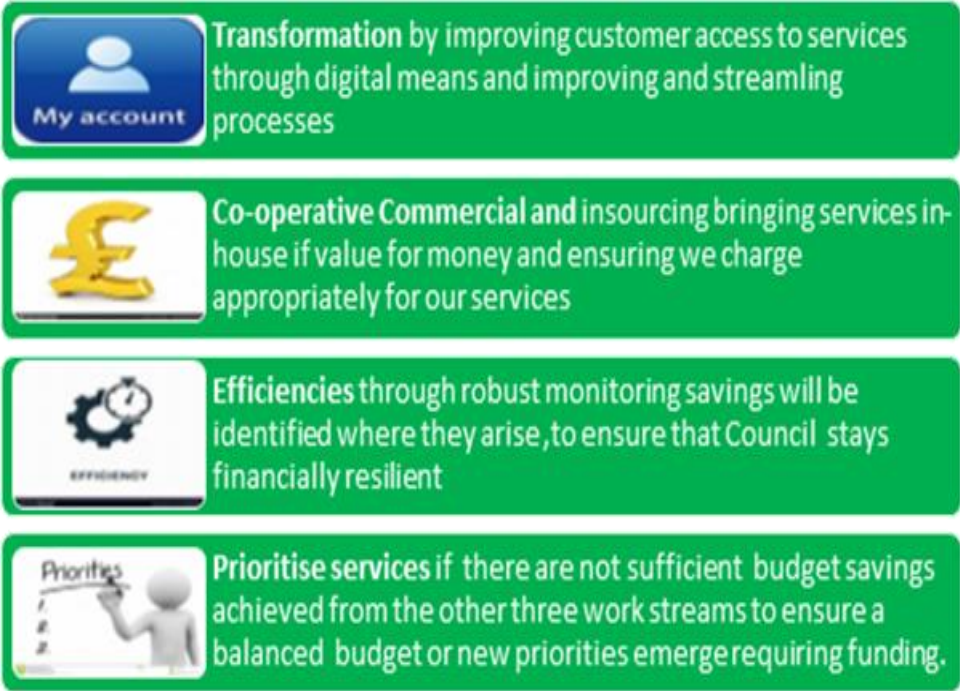 My account
Transformation by improving customer access to services
through digital means and improving and streamling
processes
Co-operative Commercial and insourcing bringing services in-
house if value for money and ensuring we charge
appropriately for our services
EFFICIENCY
Efficiencies through robust monitoring savings will be
identified where they arise, to ensure that Council stays
financially resilient
Priorities
1.
2.
3.
Prioritise services if there are not sufficient budget savings
achieved from the other three work streams to ensure a
balanced budget or new priorities emerge requiring funding.